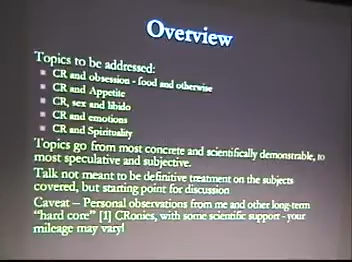 Overview
Topics to be addressed:
CR and obsession - food and otherwise
CR and Appetite
CR, sex and libido
CR and emotions
CR and Spirituality
Topics go from most concrete and scientifically demonstrable, to
most speculative and subjective.
Talk not meant to be definitive treatment on the subjects
covered, but starting point for discussion
Caveat – Personal observations from me and other long-term
"hard core" [1] CRonies, with some scientific support - your
mileage may vary!